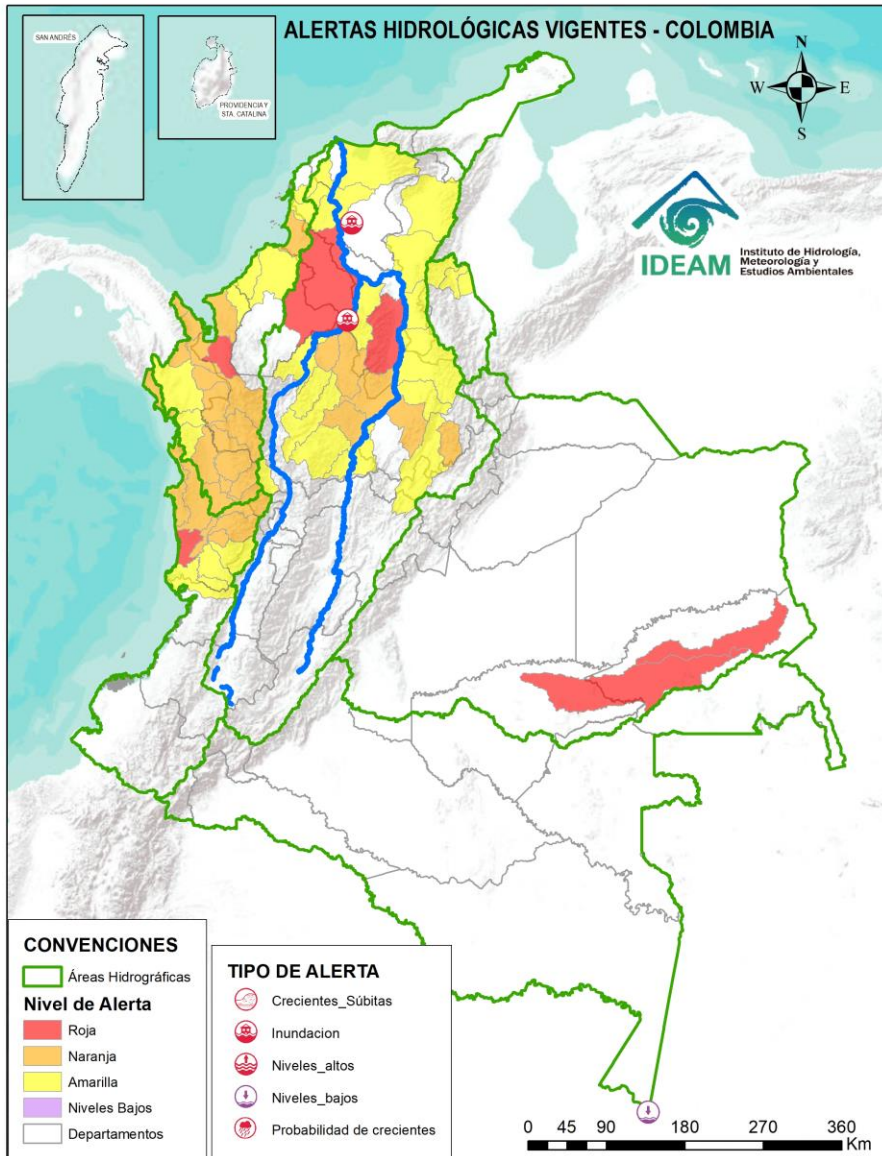 ALERTAS HIDROLÓGICAS VIGENTES - COLOMBIA
SAN ANDRÉS
PROVIDENCIA Y
STA. CATALINA
N
W
E
S
IDEAM
Instituto de Hidrología,
Meteorología y
Estudios Ambientales
CONVENCIONES
Áreas Hidrográficas
Nivel de Alerta
Roja
Naranja
Amarilla
Niveles Bajos
Departamentos
TIPO DE ALERTA
Crecientes_Súbitas
Inundacion
Niveles_altos
Niveles_bajos
Probabilidad de crecientes
0 45 90 180 270 360
Km